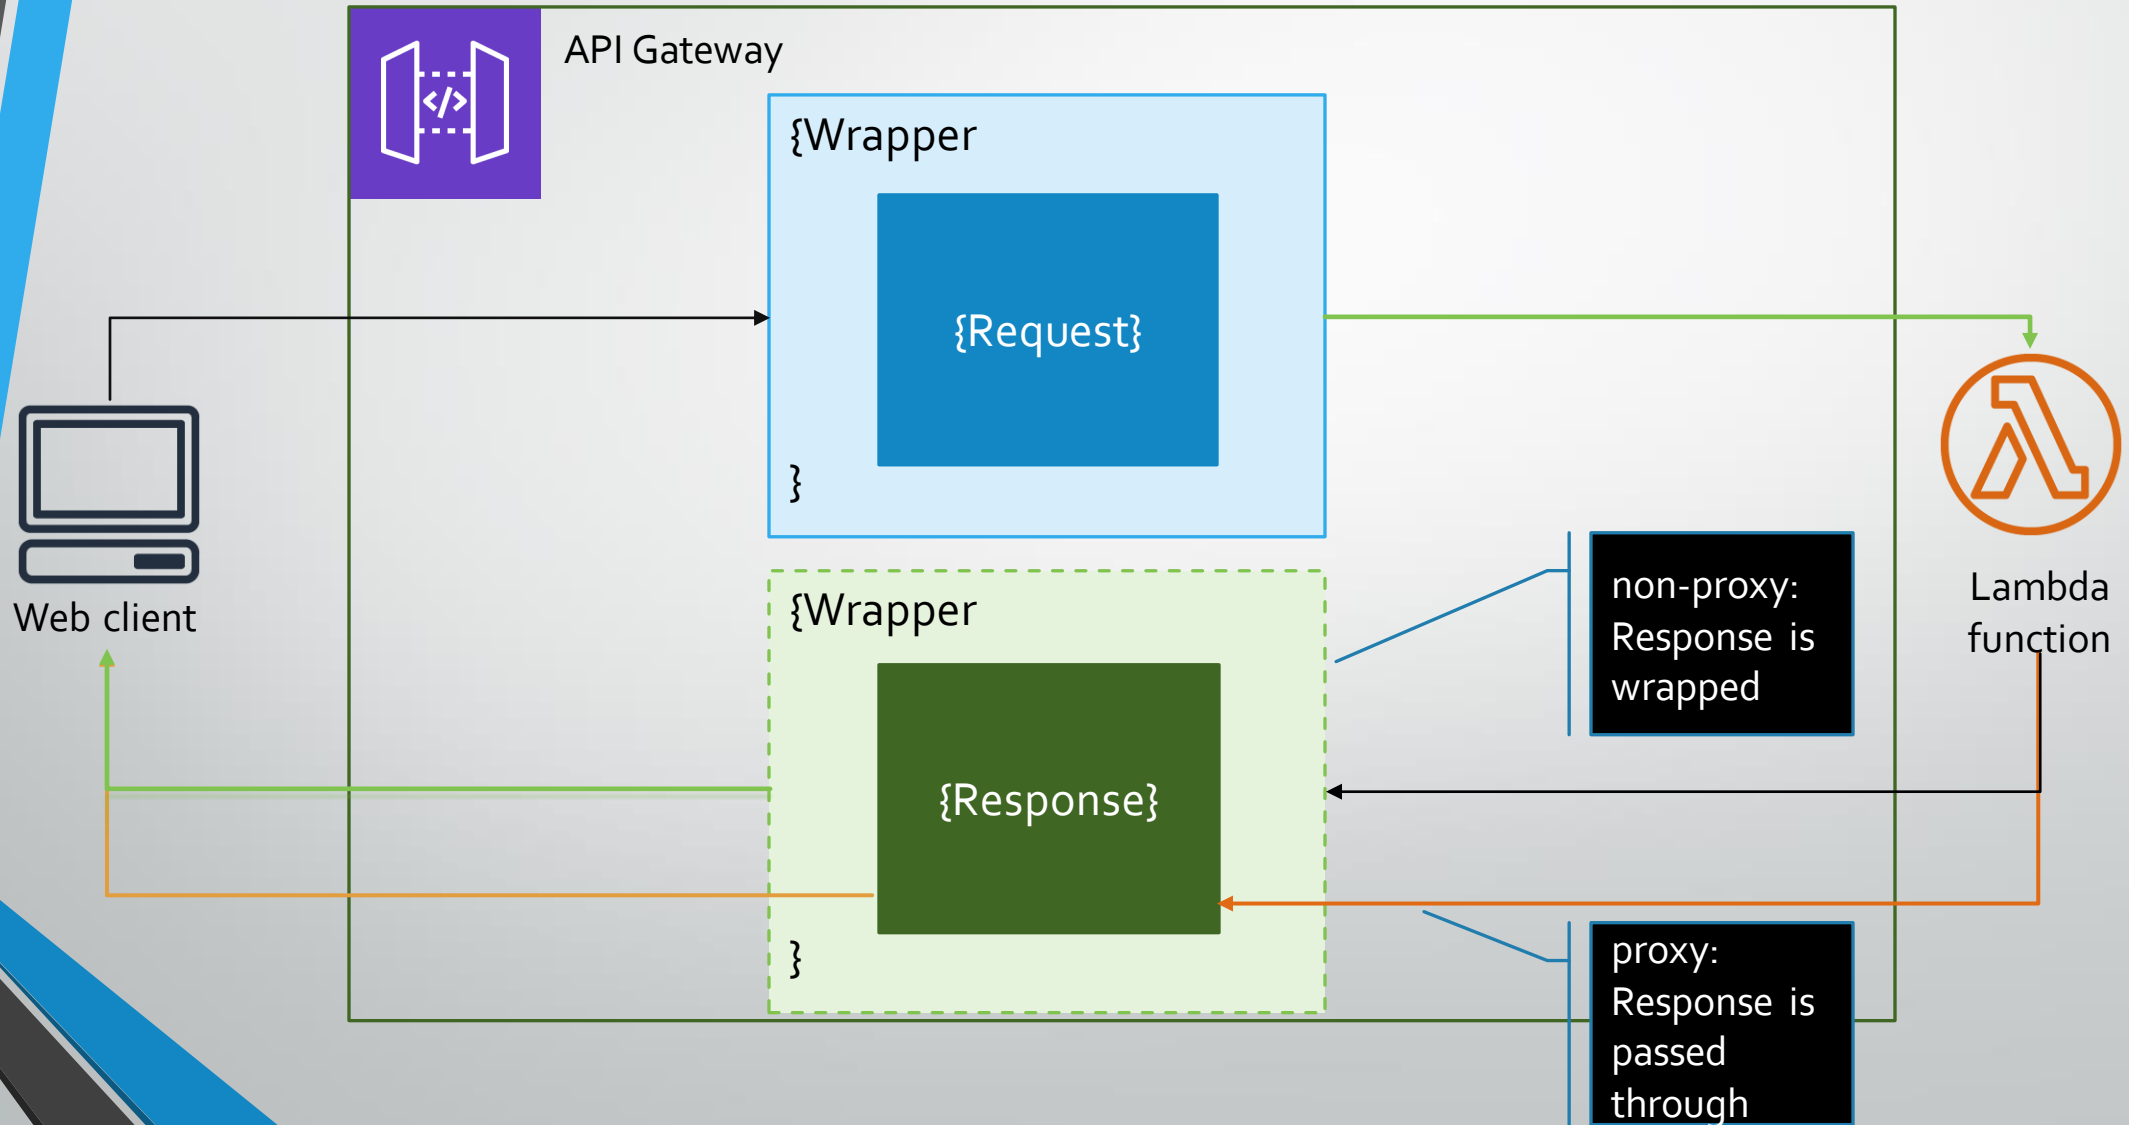 API Gateway
</>
{Wrapper
{Request}
}
Web client
Lambda
function
{Wrapper
{Response}
}
non-proxy:
Response is
wrapped
proxy:
Response is
passed
through